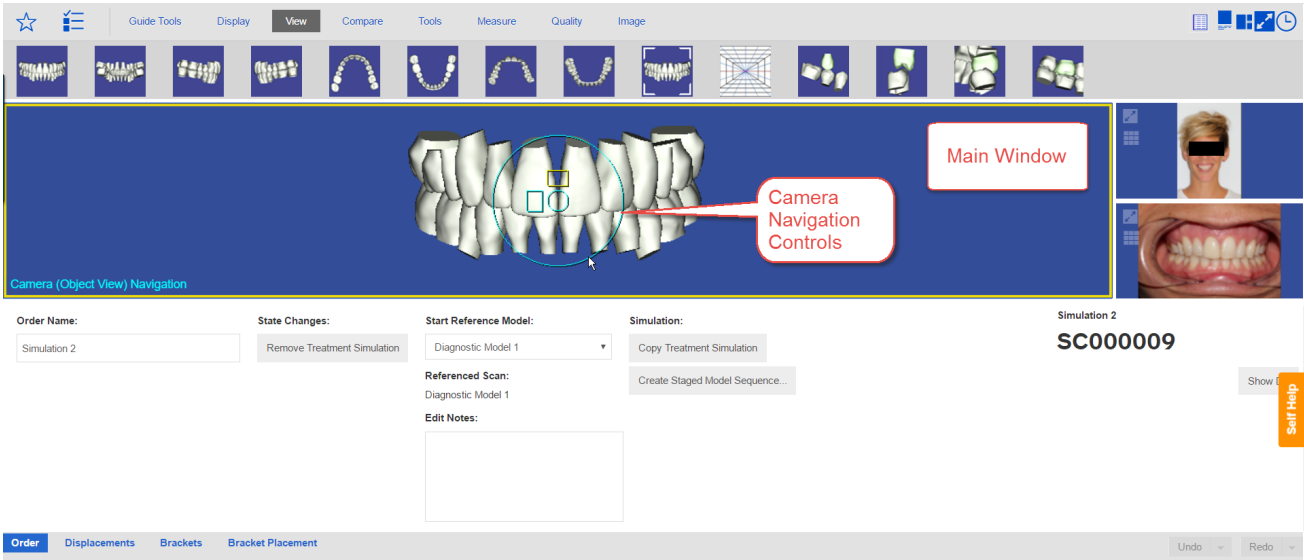 Guide Tools Display View Compare Tools Measure Quality Image
Main Window
Camera
Navigation
Controls
Camera (Object View) Navigation
Order Name:
Simulation 2
State Changes:
Remove Treatment Simulation
Start Reference Model:
Diagnostic Model 1
Referenced Scan:
Diagnostic Model 1
Edit Notes:
Simulation:
Copy Treatment Simulation
Create Staged Model Sequence...
Simulation 2
SC000009
Show
Self Help
Order Displacements Brackets Bracket Placement
Undo Redo